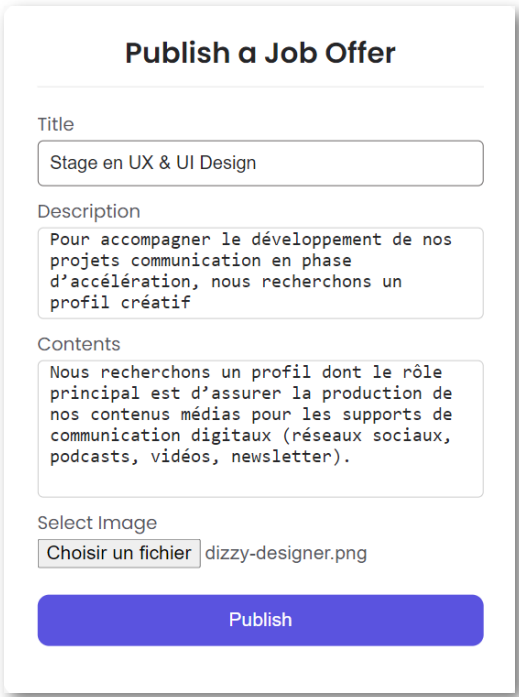 Publish a Job Offer
Title
Stage en UX & UI Design
Description
Pour accompagner le développement de nos
projets communication en phase
d’accélération, nous recherchons un
profil créatif
Contents
Nous recherchons un profil dont le rôle
principal est d’assurer la production de
nos contenus médias pour les supports de
communication digitaux (réseaux sociaux,
podcasts, vidéos, newsletter).
Select Image
Choisir un fichier dizzy-designer.png
Publish